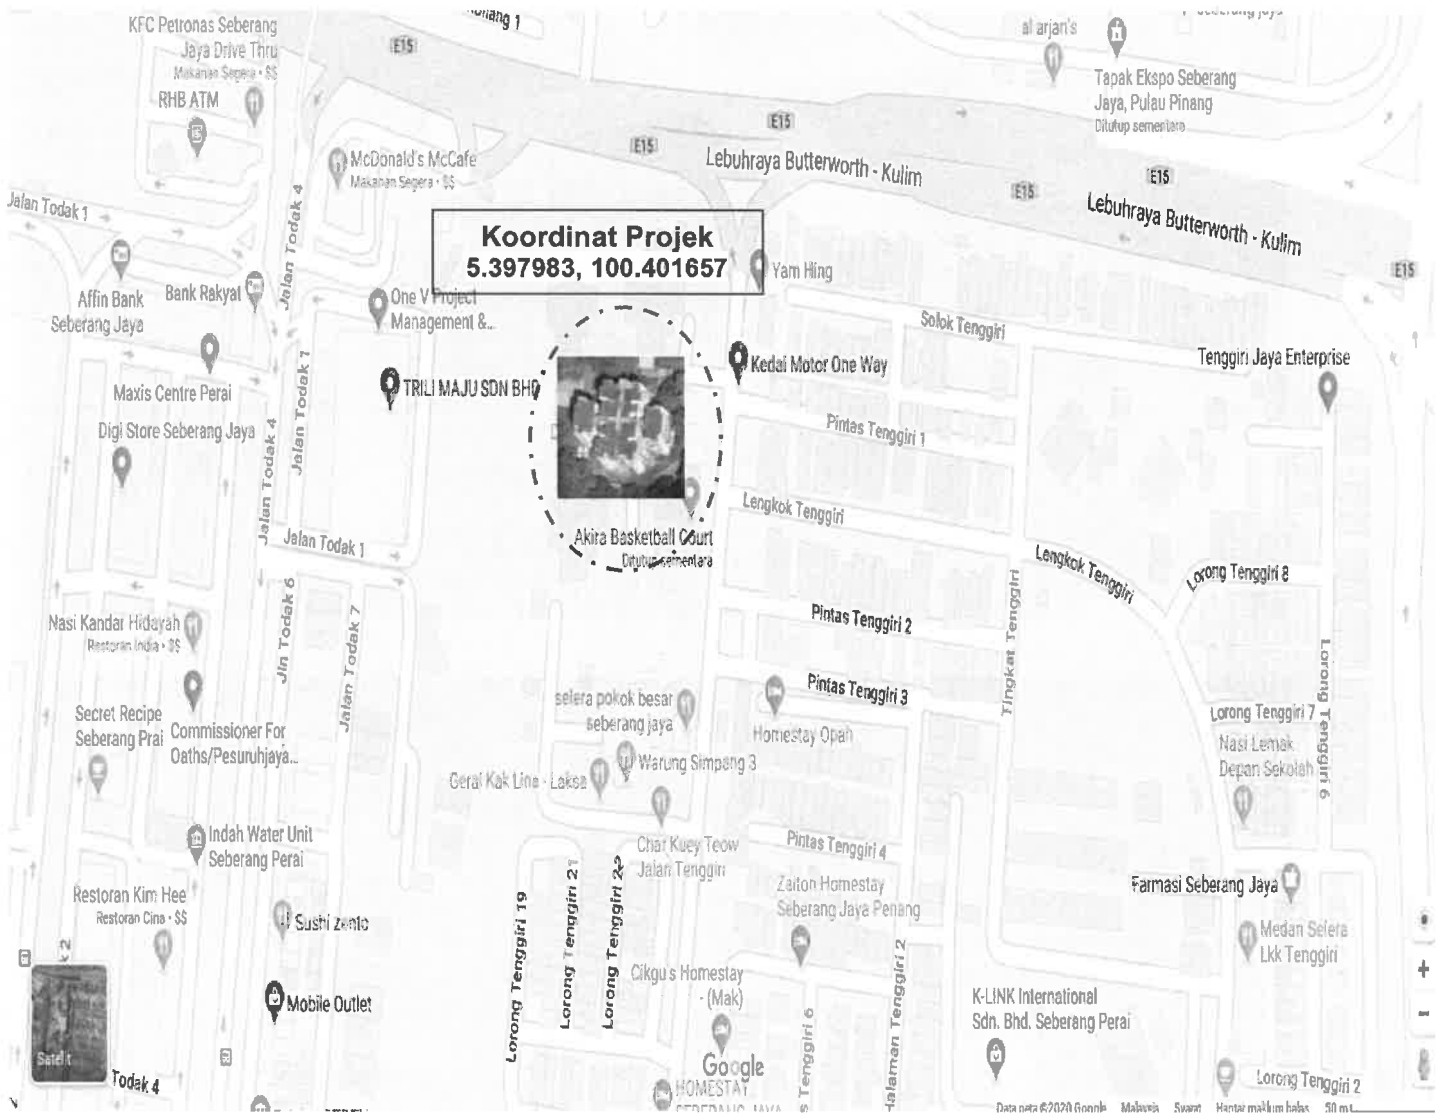 KFC Petronas Seberang
Jaya Drive Thru
Makanan Segera • $$
RHB ATM
E15
al arjan's
Tapak Ekspo Seberang
Jaya, Pulau Pinang
Ditutup sementara
McDonald's McCafe
Makanan Segera • $$
E15
E15
Lebuhraya Butterworth - Kulim
E15
E15
Lebuhraya Butterworth - Kulim
E15
Jalan Todak 1
Jalan Todak 4
Koordinat Projek
5.397983, 100.401657
Yam Hing
Affin Bank
Seberang Jaya
Bank Rakyat
One V Project
Management &...
Solok Tenggiri
Tenggiri Jaya Enterprise
Maxis Centre Perai
Jalan Todak 1
TRILI MAJU SDN BHD
Kedai Motor One Way
Digi Store Seberang Jaya
Jalan Todak 4
Pintas Tenggiri 1
Lengkok Tenggiri
Jalan Todak 1
Akira Basketball Court
Ditutup sementara
Lengkok Tenggiri
Lorong Tenggiri 8
Nasi Kandar Hidayah
Restoran India • $$
Jln Todak 6
Jalan Todak 7
Pintas Tenggiri 2
Tingkat Tenggiri
Lorong Tenggiri 6
Pintas Tenggiri 3
selera pokok besar
seberang jaya
Homestay Opah
Lorong Tenggiri 7
Secret Recipe
Seberang Prai
Commissioner For
Oaths/Pesuruhjaya...
Nasi Lemak
Depan Sekolah
Warung Simpang 3
Gerai Kak Lina - Laksa
Indah Water Unit
Seberang Perai
Char Kuey Teow
Jalan Tenggiri
Pintas Tenggiri 4
Restoran Kim Hee
Restoran Cina • $$
Sushi zento
Lorong Tenggiri 19
Lorong Tenggiri 21
Lorong Tenggiri 22
Zaiton Homestay
Seberang Jaya Penang
Farmasi Seberang Jaya
Medan Selera
Lkk Tenggiri
Halaman Tenggiri 2
Cikgu's Homestay
- (Mak)
Mobile Outlet
K-LINK International
Sdn. Bhd. Seberang Perai
Satelit
Todak 4
Google
Tenggiri 6
HOMESTAY
Lorong Tenggiri 2
Data peta ©2020 Google Malaysia Syarat Hantar maklum balas 50 m